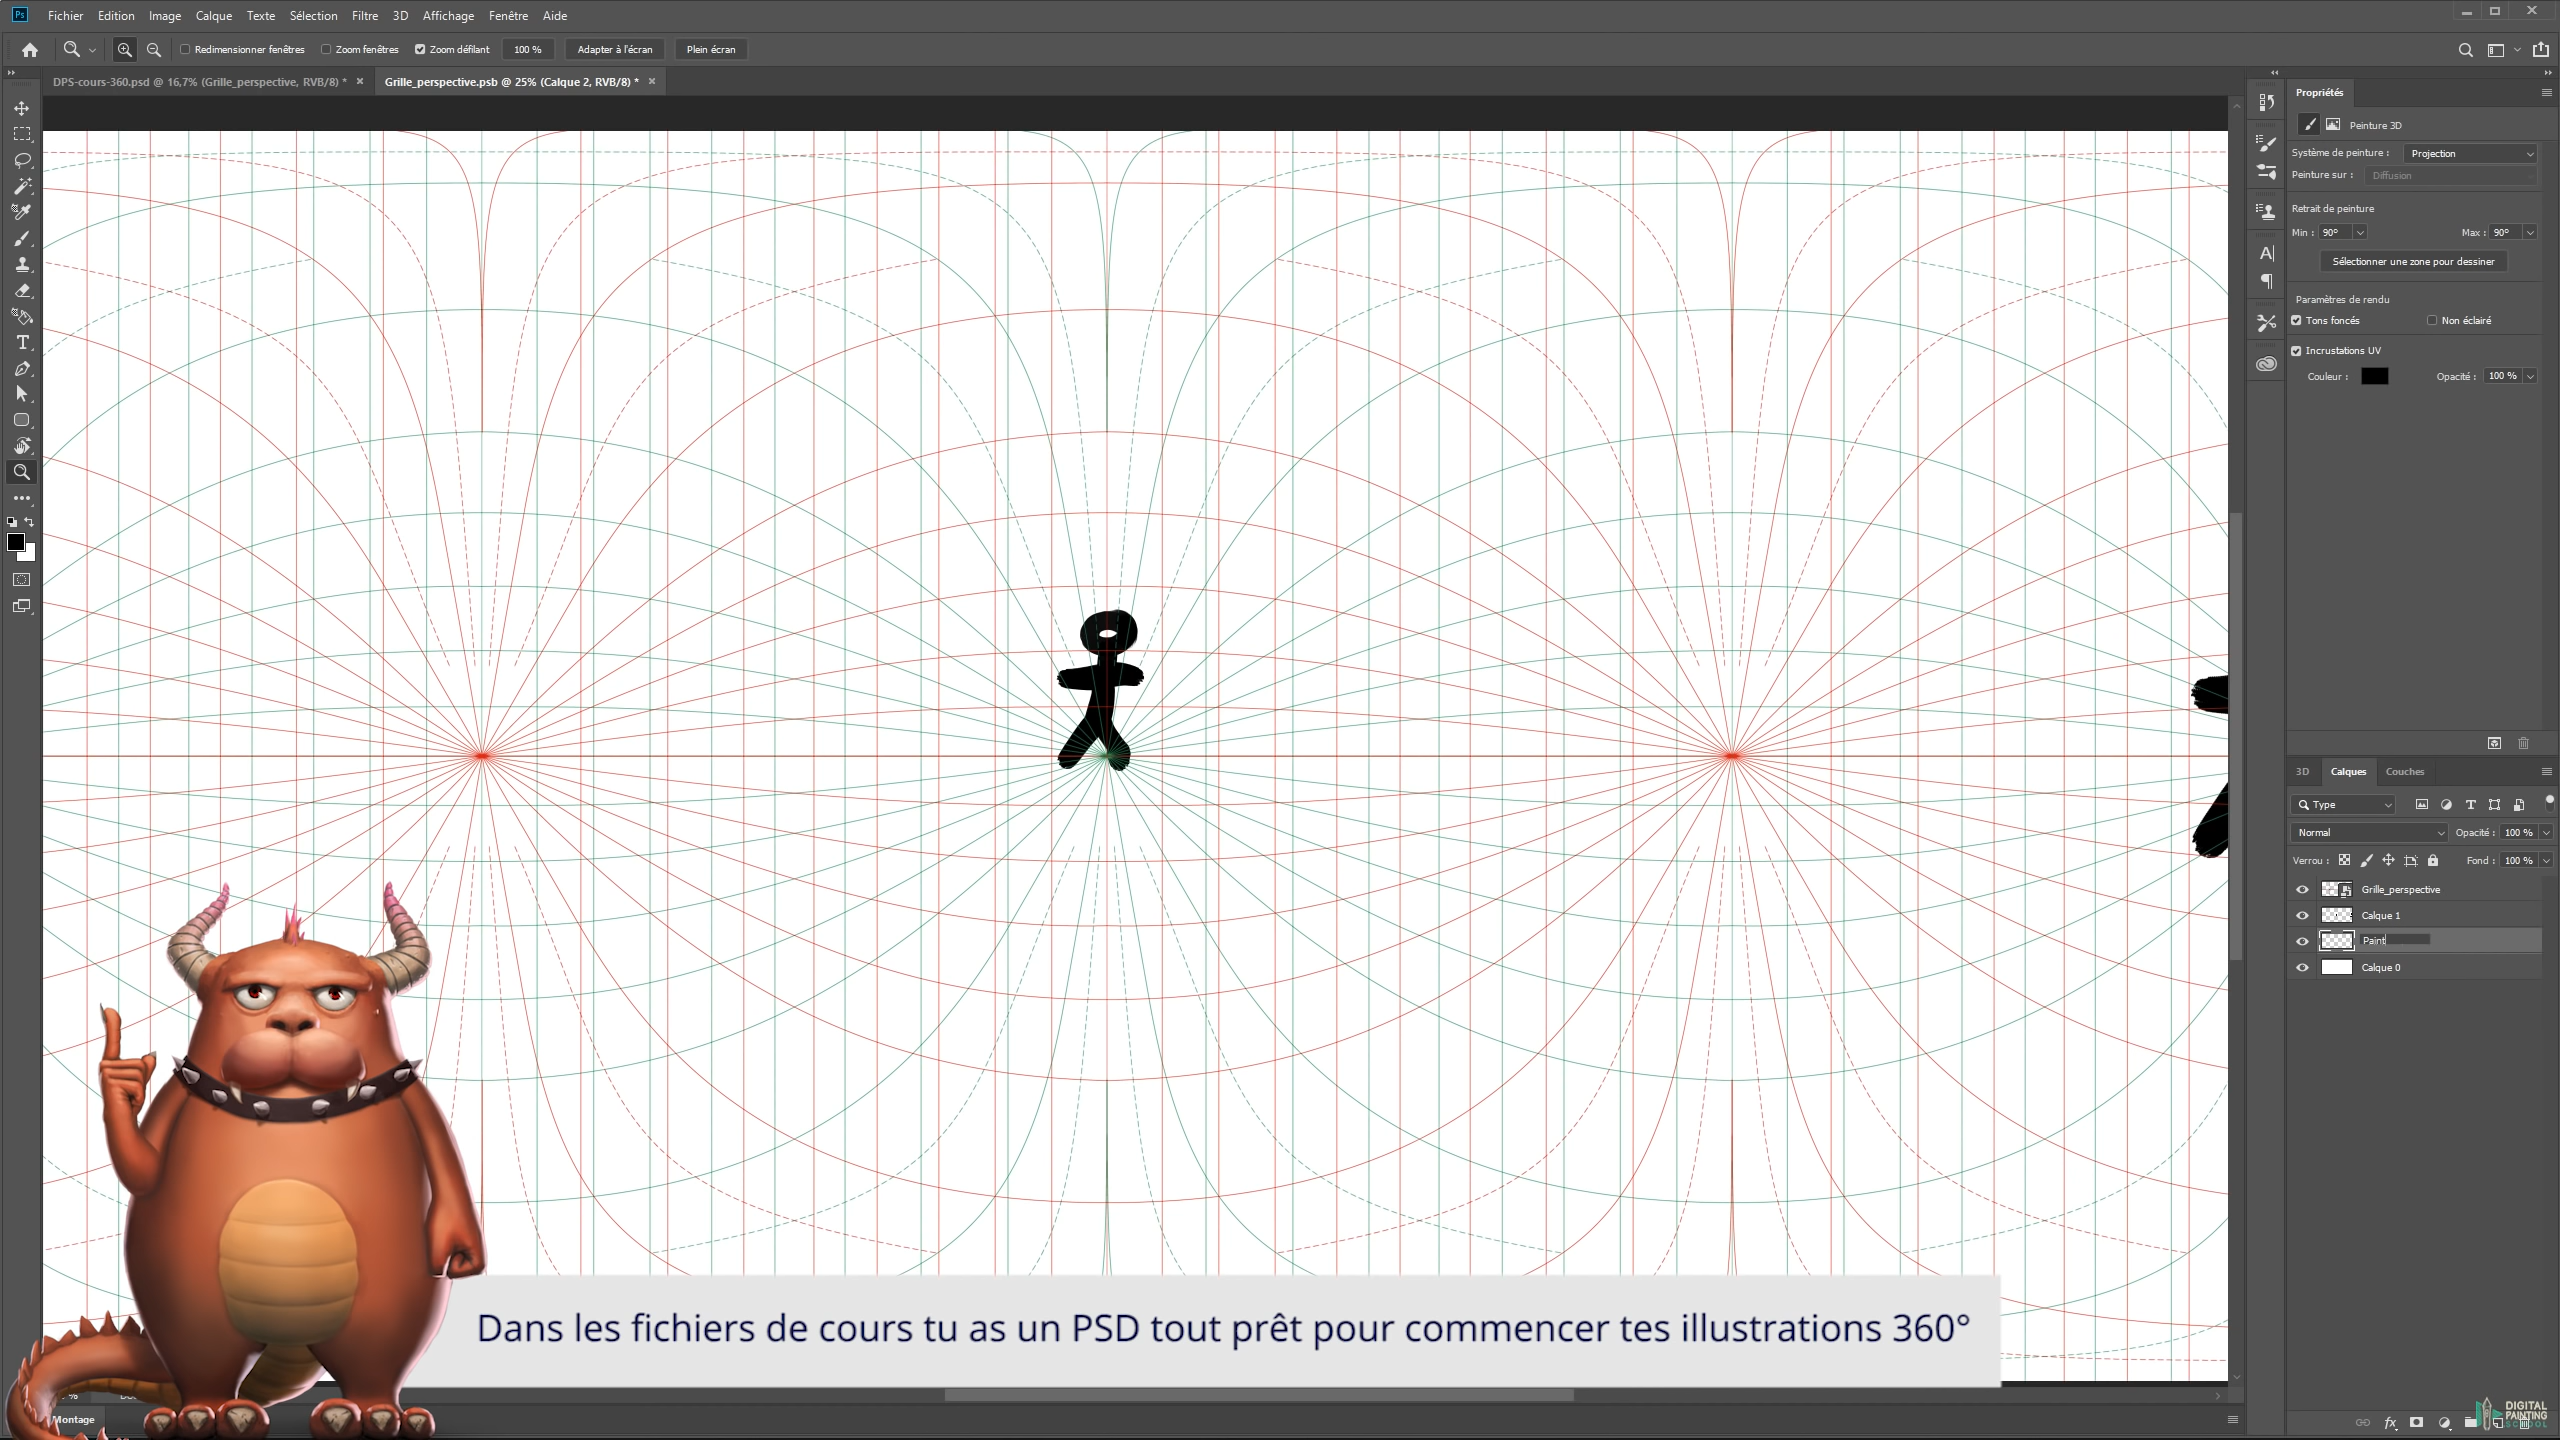 Fichier Edition Image Calque Texte Sélection Filtre 3D Affichage Fenêtre Aide
Redimensionner fenêtres Zoom fenêtres Zoom défilant 100 % Adapter à l'écran Plein écran
DPS-cours-360.psd @ 16,7% (Grille_perspective, RVB/8) * Grille_perspective.psb @ 25% (Calque 2, RVB/8) *
Propriétés
Peinture 3D
Système de peinture : Projection
Peinture sur : Diffusion
Retrait de peinture
Min : 90° Max : 90°
Sélectionner une zone pour dessiner
Paramètres de rendu
Tons foncés Non éclairé
Incrustations UV
Couleur : Opacité : 100 %
3D Calques Couches
Type
Normal Opacité : 100 %
Verrou : Fond : 100 %
Grille_perspective
Calque 1
Paint
Calque 0
Dans les fichiers de cours tu as un PSD tout prêt pour commencer tes illustrations 360°
Montage
DIGITAL
PAINTING
SCHOOL